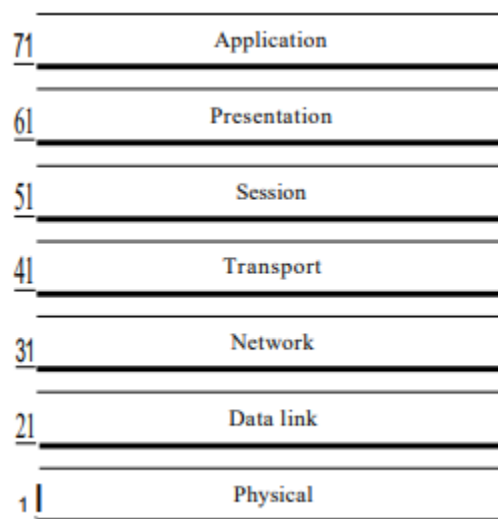 71 Application
61 Presentation
51 Session
41 Transport
31 Network
21 Data link
1 Physical